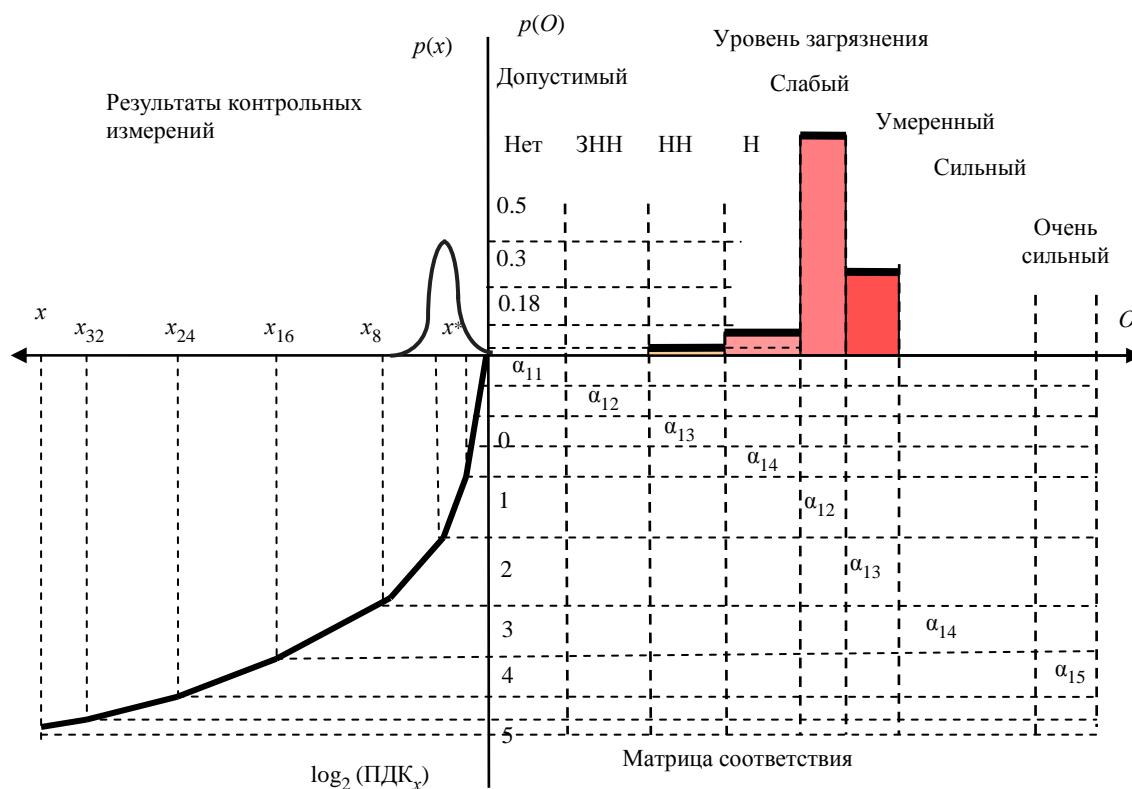 p(x)
p(O)
Уровень загрязнения
Допустимый
Слабый
Результаты контрольных
измерений
Умеренный
Нет
ЗНН
НН
Н
Сильный
0.5
Очень
сильный
0.3
0.18
x
x32
x24
x16
x8
x*
O
α11
α12
α13
0
α14
1
α12
2
α13
3
α14
4
α15
5
Матрица соответствия
log2 (ПДКx)